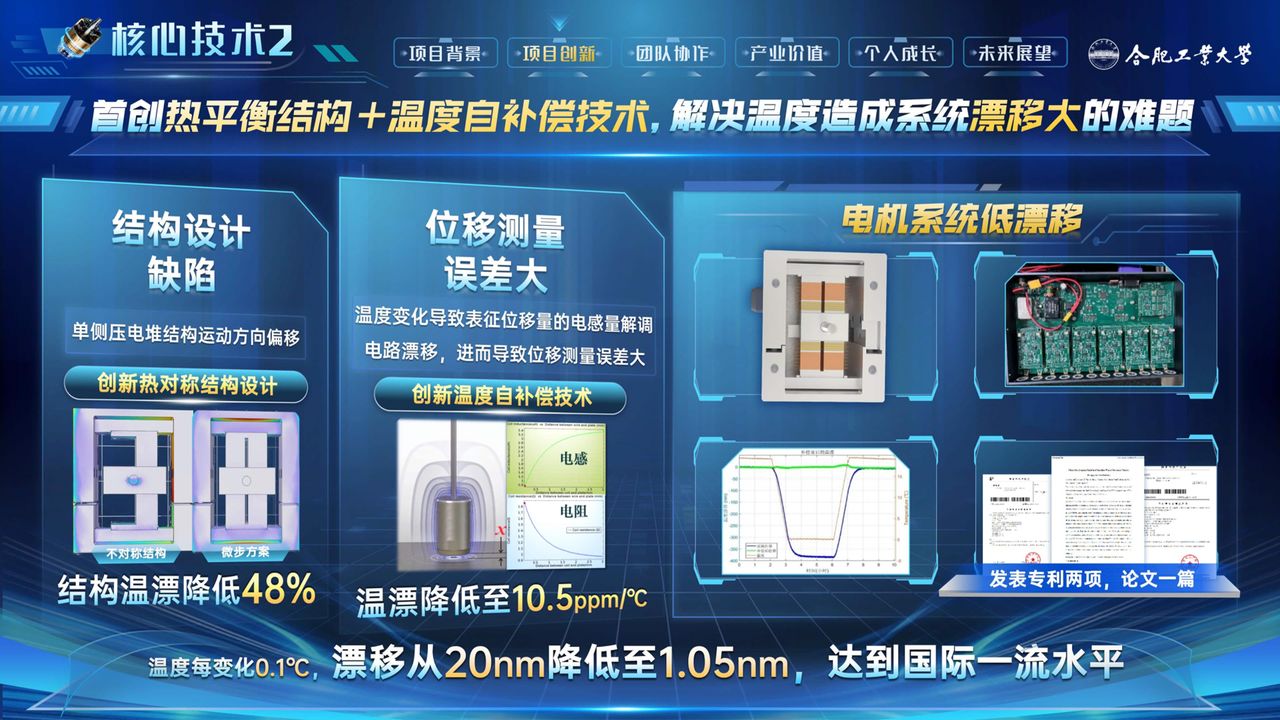 核心技术2
项目背景
项目创新
团队协作
产业价值
个人成长
未来展望
合肥工业大学
首创热平衡结构＋温度自补偿技术，解决温度造成系统漂移大的难题
结构设计
缺陷
单侧压电堆结构运动方向偏移
创新热对称结构设计
不对称结构
微步方案
结构温漂降低48%
位移测量
误差大
温度变化导致表征位移量的电感量解调
电路漂移，进而导致位移测量误差大
创新温度自补偿技术
电感
电阻
X
温漂降低至10.5ppm/℃
电机系统低漂移
发表专利两项，论文一篇
温度每变化0.1℃，漂移从20nm降低至1.05nm，达到国际一流水平